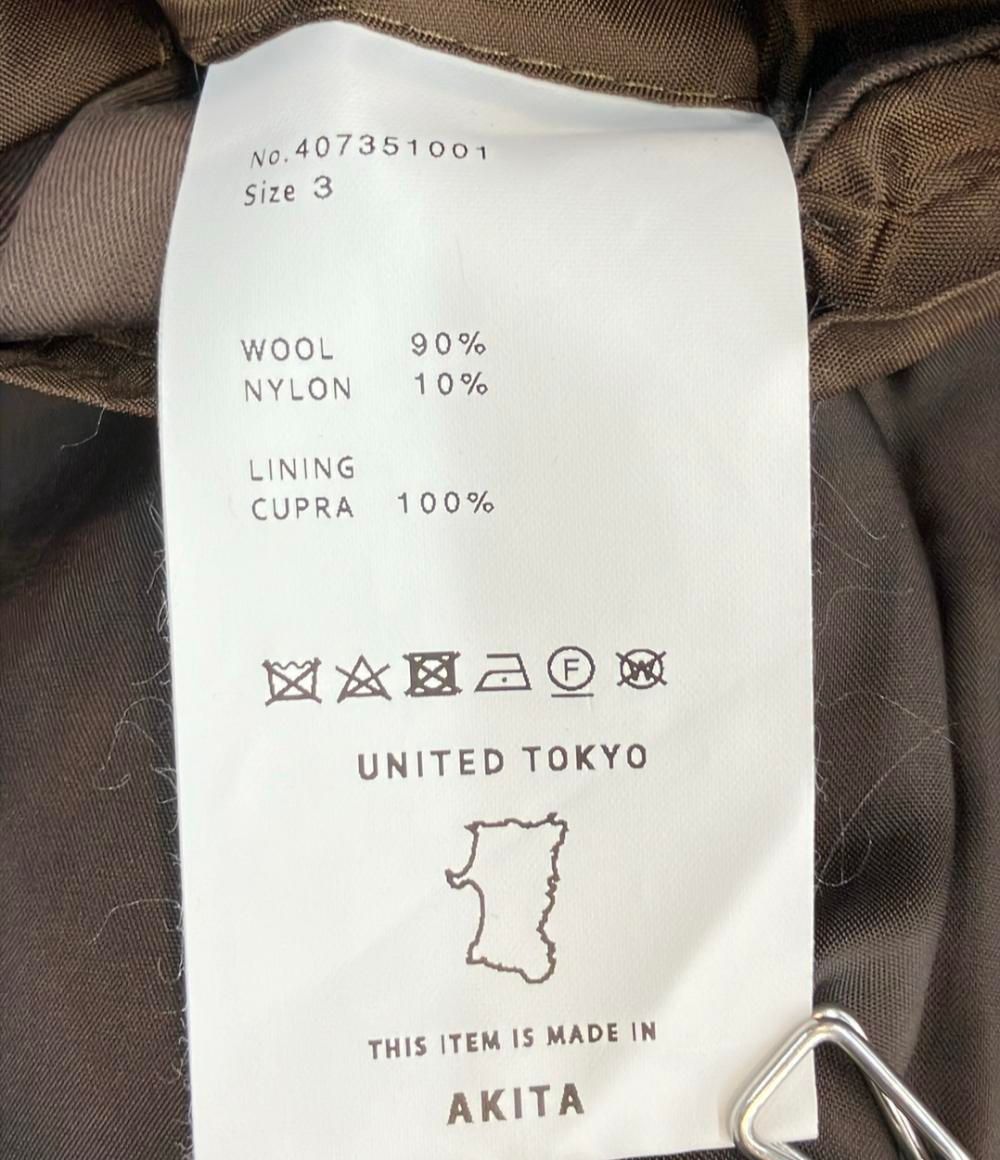 No.407351001
Size 3
WOOL 90%
NYLON 10%
LINING
CUPRA 100%
F W
UNITED TOKYO
THIS ITEM IS MADE IN
AKITA